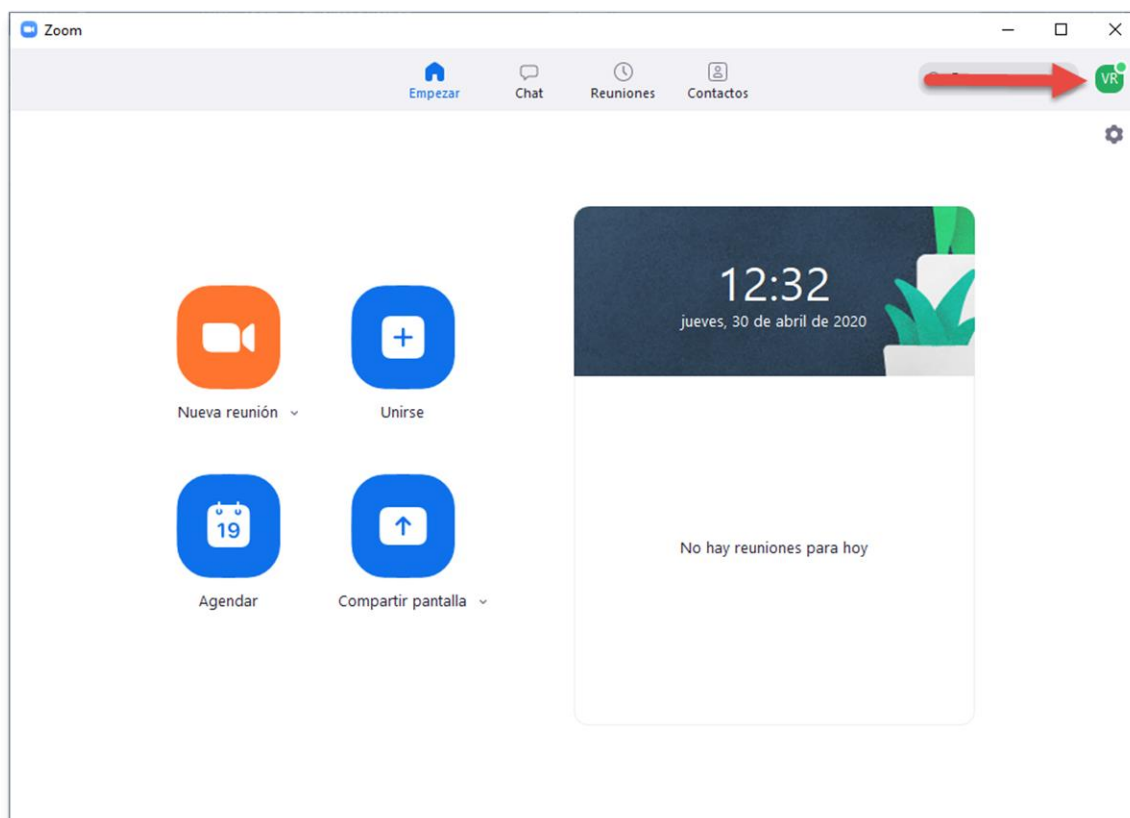 Zoom
Empezar
Chat
Reuniones
Contactos
VR
12:32
jueves, 30 de abril de 2020
Nueva reunión
Unirse
19
Agendar
Compartir pantalla
No hay reuniones para hoy